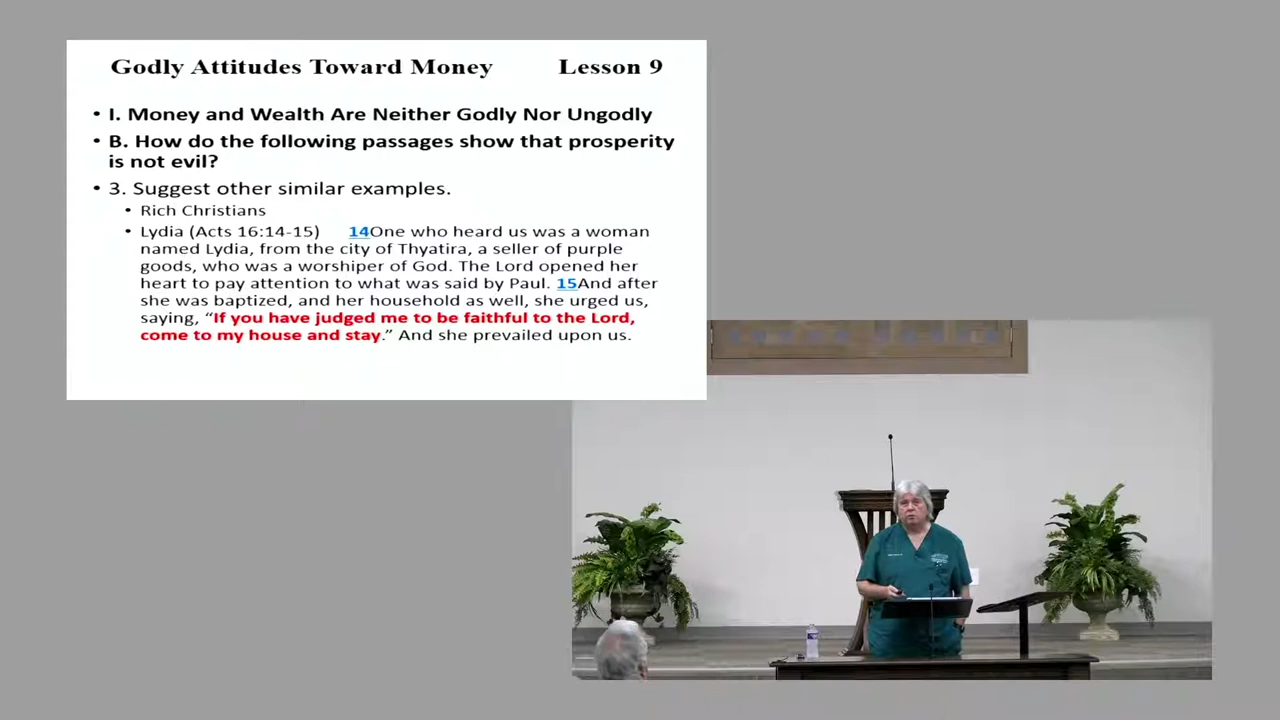 Godly Attitudes Toward Money Lesson 9
• I. Money and Wealth Are Neither Godly Nor Ungodly
• B. How do the following passages show that prosperity
is not evil?
• 3. Suggest other similar examples.
• Rich Christians
• Lydia (Acts 16:14-15) 14One who heard us was a woman
named Lydia, from the city of Thyatira, a seller of purple
goods, who was a worshiper of God. The Lord opened her
heart to pay attention to what was said by Paul. 15And after
she was baptized, and her household as well, she urged us,
saying, “If you have judged me to be faithful to the Lord,
come to my house and stay.” And she prevailed upon us.